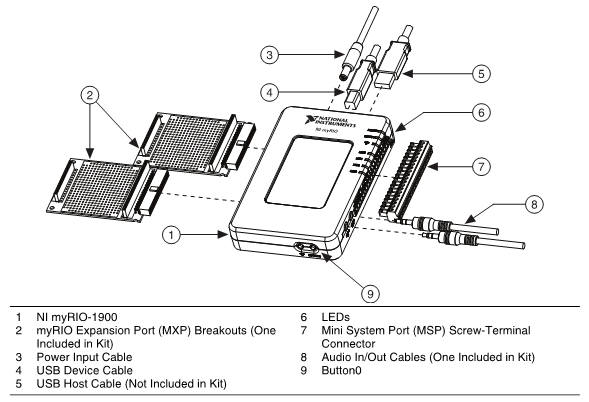 3
4
5
2
6
NATIONAL
INSTRUMENTS
NI myRIO
7
8
1
9
1 NI myRIO-1900
2 myRIO Expansion Port (MXP) Breakouts (One
Included in Kit)
3 Power Input Cable
4 USB Device Cable
5 USB Host Cable (Not Included in Kit)
6 LEDs
7 Mini System Port (MSP) Screw-Terminal
Connector
8 Audio In/Out Cables (One Included in Kit)
9 Button0